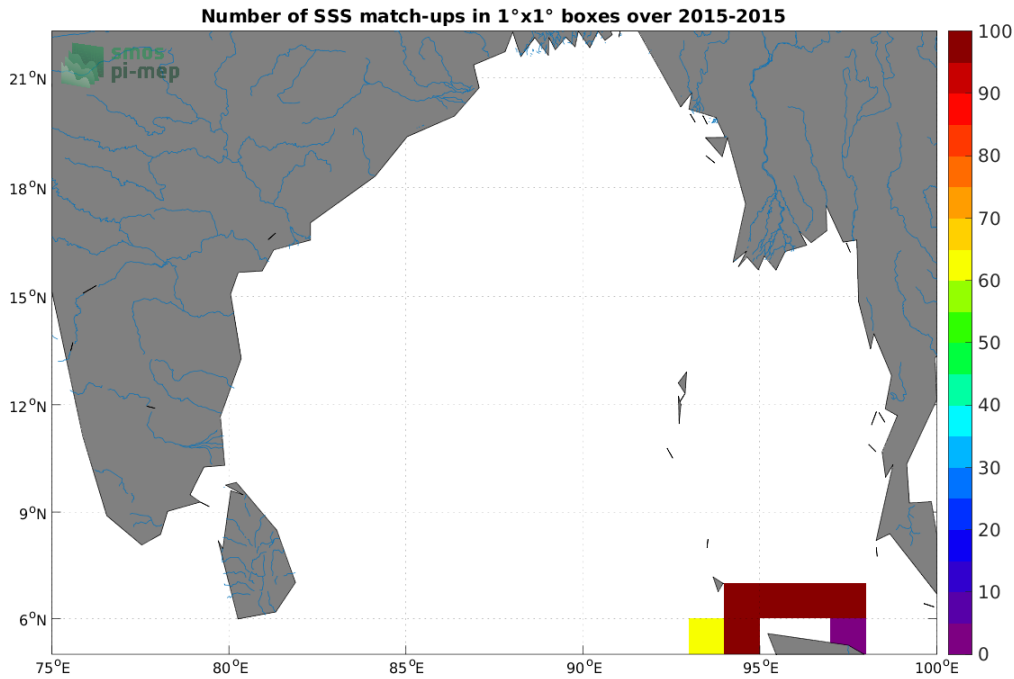 Number of SSS match-ups in 1°x1° boxes over 2015-2015
smos
pi-mep
21°N
18°N
15°N
12°N
9°N
6°N
75°E 80°E 85°E 90°E 95°E 100°E
100
90
80
70
60
50
40
30
20
10
0